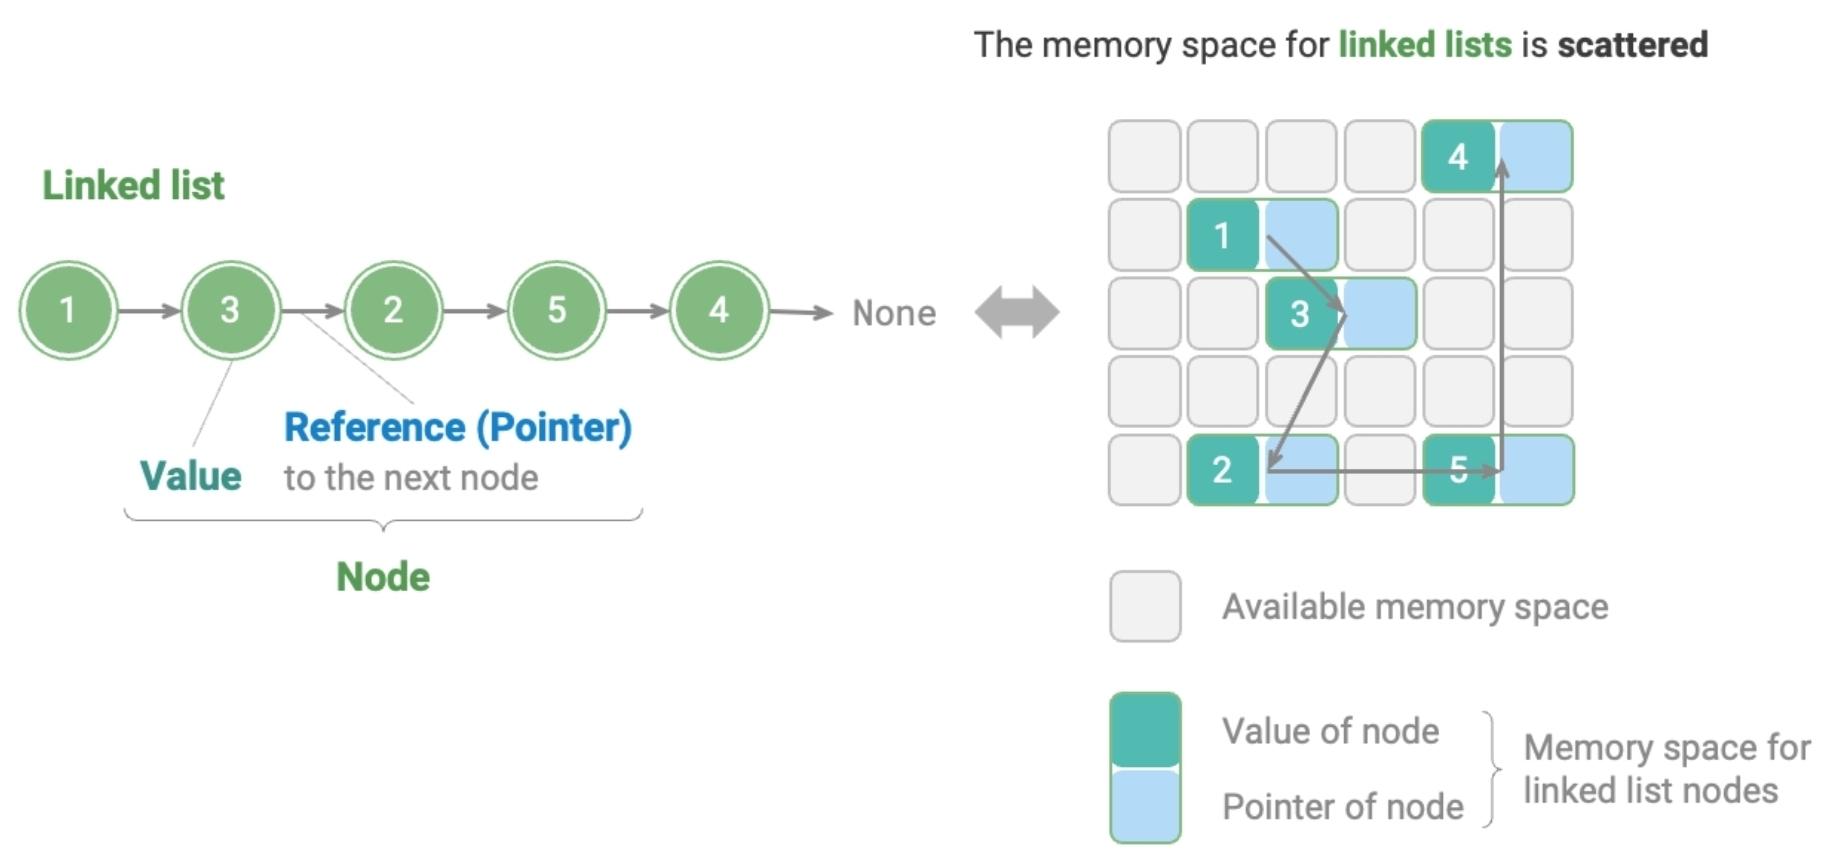 The memory space for linked lists is scattered
Linked list
1 3 2 5 4 None
Value
Reference (Pointer)
to the next node
Node
4
1
3
2 5
Available memory space
Value of node
Pointer of node
Memory space for
linked list nodes